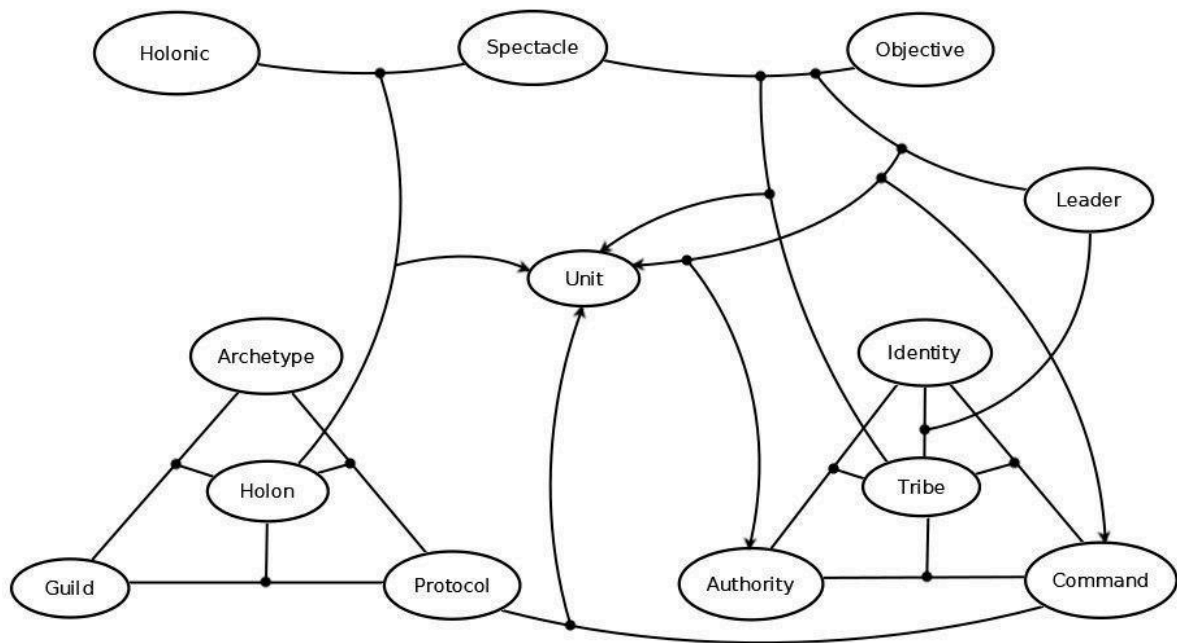 Holonic
Spectacle
Objective
Leader
Unit
Archetype
Identity
Holon
Tribe
Guild
Protocol
Authority
Command